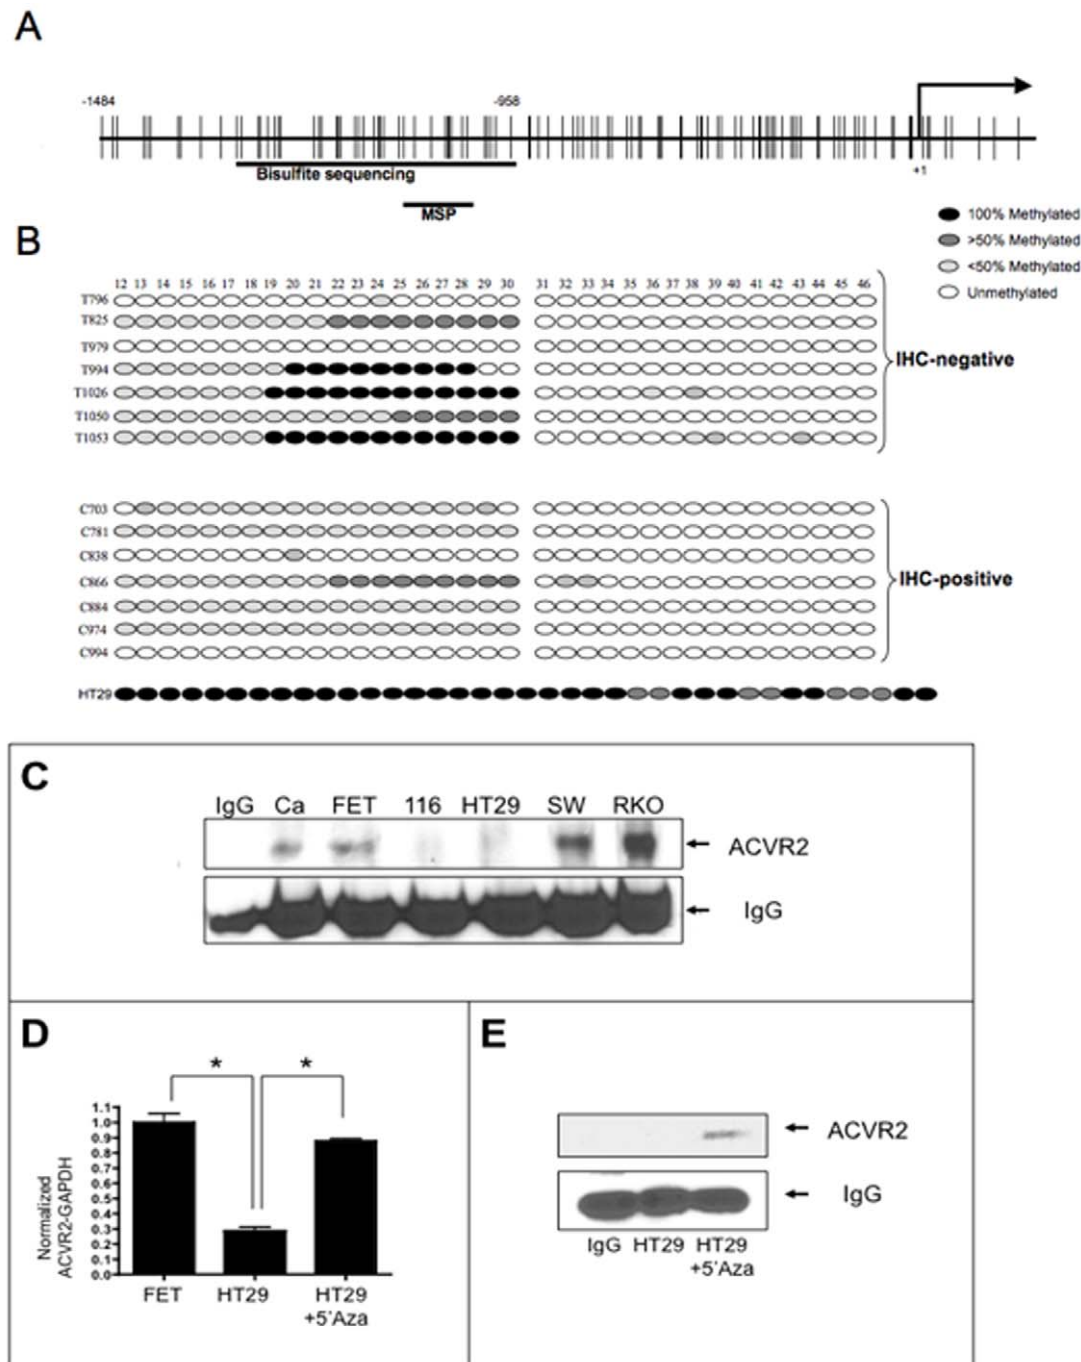 A
-1484
-958
+1
Bisulfite sequencing
MSP
B
100% Methylated
>50% Methylated
<50% Methylated
Unmethylated
12 13 14 15 16 17 18 19 20 21 22 23 24 25 26 27 28 29 30 31 32 33 34 35 36 37 38 39 40 41 42 43 44 45 46
T796
T825
T979
T994
T1026
T1050
T1053
IHC-negative
C703
C781
C838
C866
C884
C974
C994
IHC-positive
HT29
C
IgG Ca FET 116 HT29 SW RKO
ACVR2
IgG
D
* *
Normalized
ACVR2-GAPDH
1.1
1.0
0.9
0.8
0.7
0.6
0.5
0.4
0.3
0.2
0.1
0.0
FET HT29 HT29
+5'Aza
E
ACVR2
IgG
IgG HT29 HT29
+5'Aza